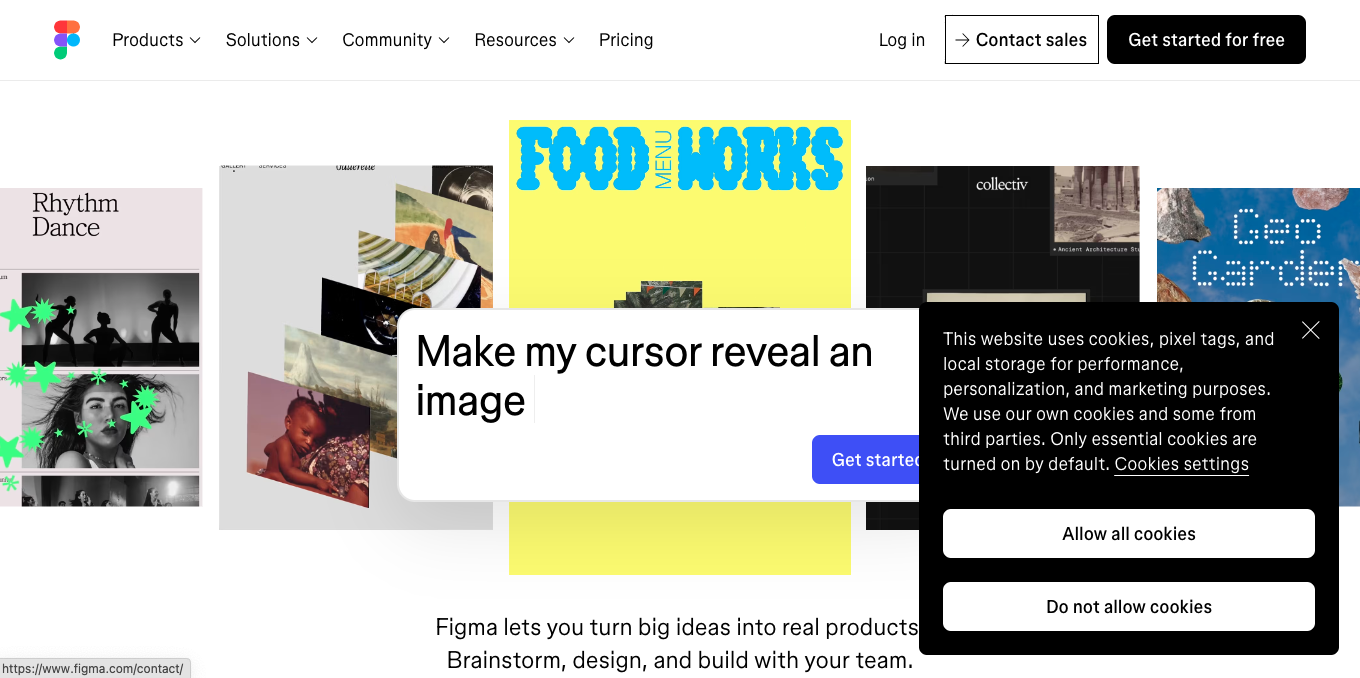 Products
Solutions
Community
Resources
Pricing
Log in
Contact sales
Get started for free
Rhythm
Dance
GALLERY SERVICES
FOOD MENU WORKS
collectiv
Ancient Architecture Stu
Geo
Garden
Make my cursor reveal an
image
Get started
This website uses cookies, pixel tags, and
local storage for performance,
personalization, and marketing purposes.
We use our own cookies and some from
third parties. Only essential cookies are
turned on by default. Cookies settings
Allow all cookies
Do not allow cookies
Figma lets you turn big ideas into real products
Brainstorm, design, and build with your team.
https://www.figma.com/contact/